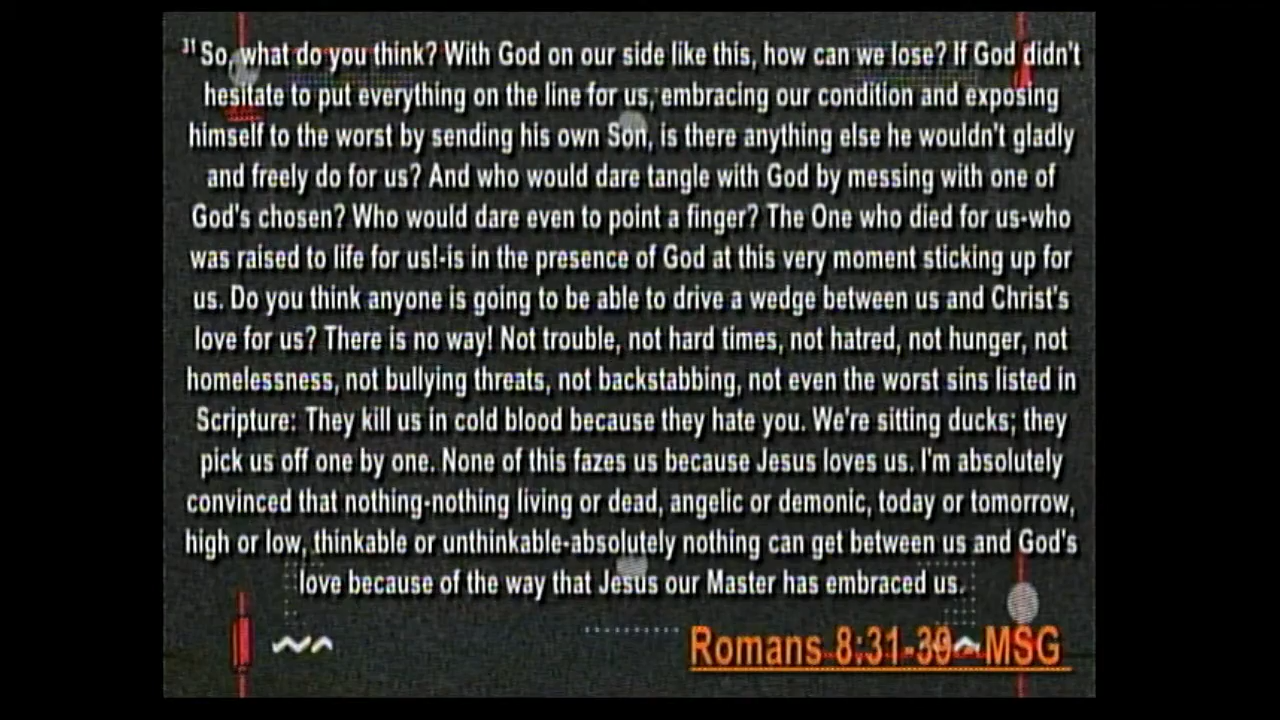 31 So, what do you think? With God on our side like this, how can we lose? If God didn't
hesitate to put everything on the line for us, embracing our condition and exposing
himself to the worst by sending his own Son, is there anything else he wouldn't gladly
and freely do for us? And who would dare tangle with God by messing with one of
God's chosen? Who would dare even to point a finger? The One who died for us-who
was raised to life for us!-is in the presence of God at this very moment sticking up for
us. Do you think anyone is going to be able to drive a wedge between us and Christ's
love for us? There is no way! Not trouble, not hard times, not hatred, not hunger, not
homelessness, not bullying threats, not backstabbing, not even the worst sins listed in
Scripture: They kill us in cold blood because they hate you. We're sitting ducks; they
pick us off one by one. None of this fazes us because Jesus loves us. I'm absolutely
convinced that nothing-nothing living or dead, angelic or demonic, today or tomorrow,
high or low, thinkable or unthinkable-absolutely nothing can get between us and God's
love because of the way that Jesus our Master has embraced us.
Romans 8:31-39 MSG